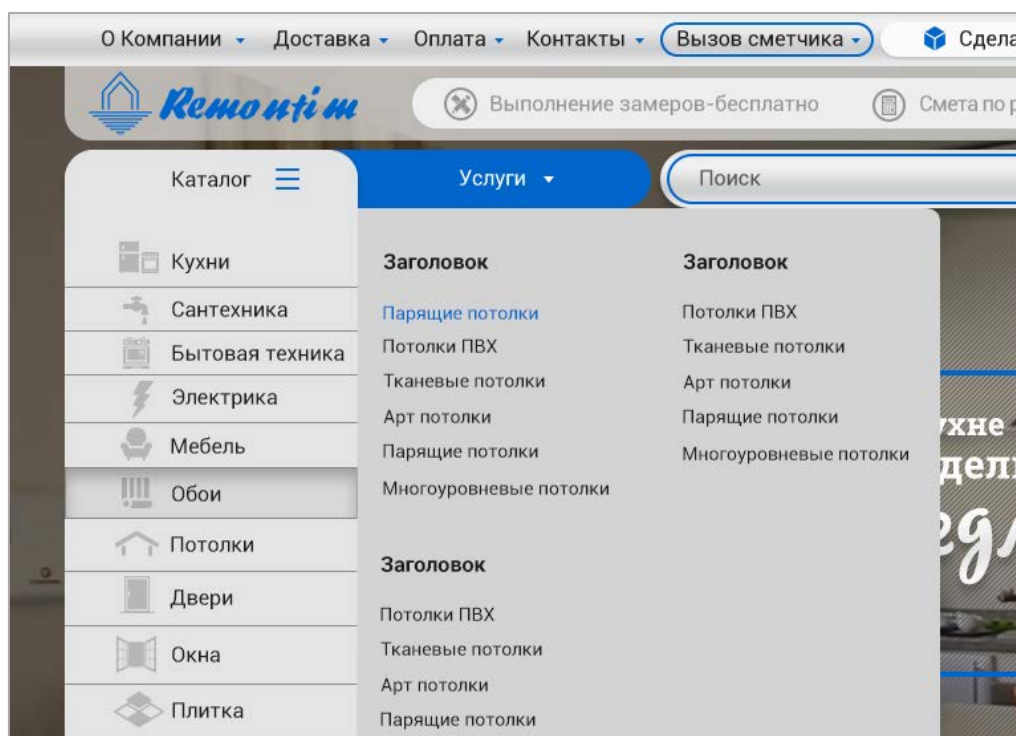 О Компании Доставка Оплата Контакты Вызов сметчика
Remontim Выполнение замеров-бесплатно Смета по
Каталог Услуги Поиск
Кухни
Сантехника
Бытовая техника
Электрика
Мебель
Обои
Потолки
Двери
Окна
Плитка
Заголовок
Парящие потолки
Потолки ПВХ
Тканевые потолки
Арт потолки
Парящие потолки
Многоуровневые потолки
Заголовок
Потолки ПВХ
Тканевые потолки
Арт потолки
Парящие потолки
Многоуровневые потолки
Заголовок
Потолки ПВХ
Тканевые потолки
Арт потолки
Парящие потолки